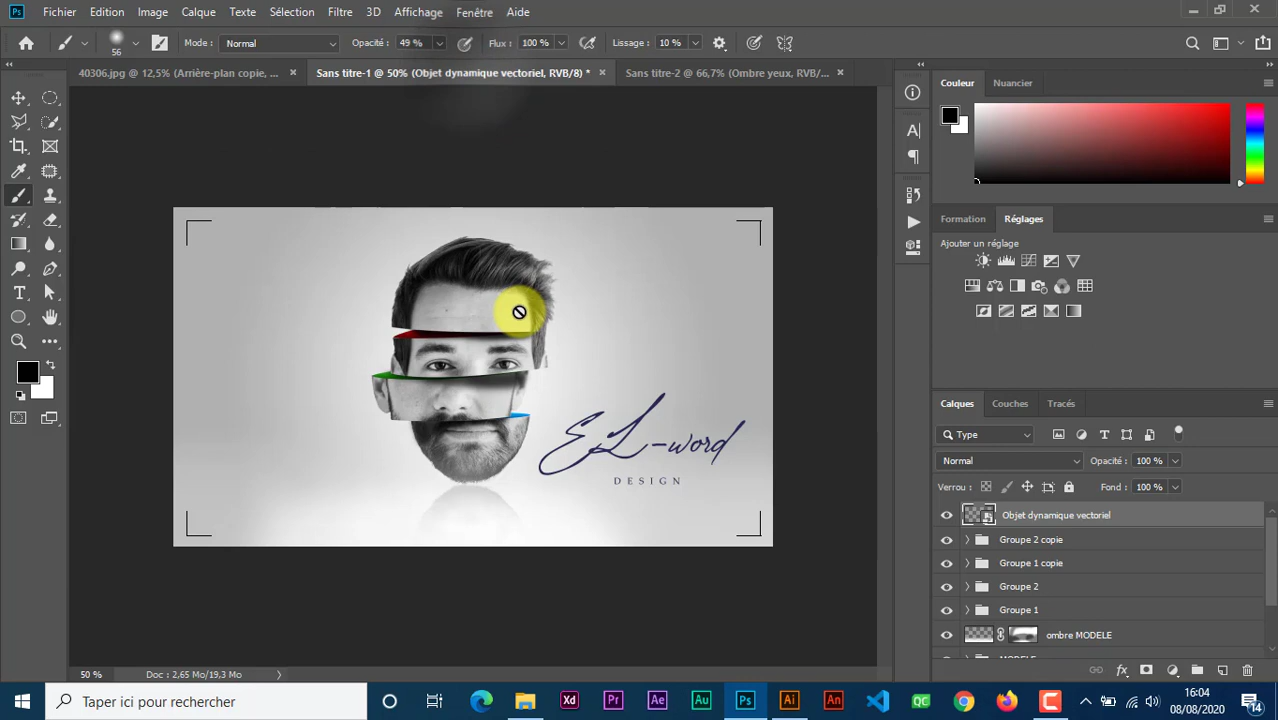 Fichier Edition Image Calque Texte Sélection Filtre 3D Affichage Fenêtre Aide
56 Mode : Normal Opacité : 49 % Flux : 100 % Lissage : 10 %
40306.jpg @ 12,5% (Arrière-plan copie, ... × Sans titre-1 @ 50% (Objet dynamique vectoriel, RVB/8) * × Sans titre-2 @ 66,7% (Ombre yeux, RVB/... ×
Couleur Nuancier
Formation Réglages
Ajouter un réglage
EL-word
DESIGN
Calques Couches Tracés
Type
Normal Opacité : 100 %
Verrou : Fond : 100 %
Objet dynamique vectoriel
Groupe 2 copie
Groupe 1 copie
Groupe 2
Groupe 1
ombre MODELE
50 % Doc : 2,65 Mo/19,3 Mo
Taper ici pour rechercher
16:04
08/08/2020
14